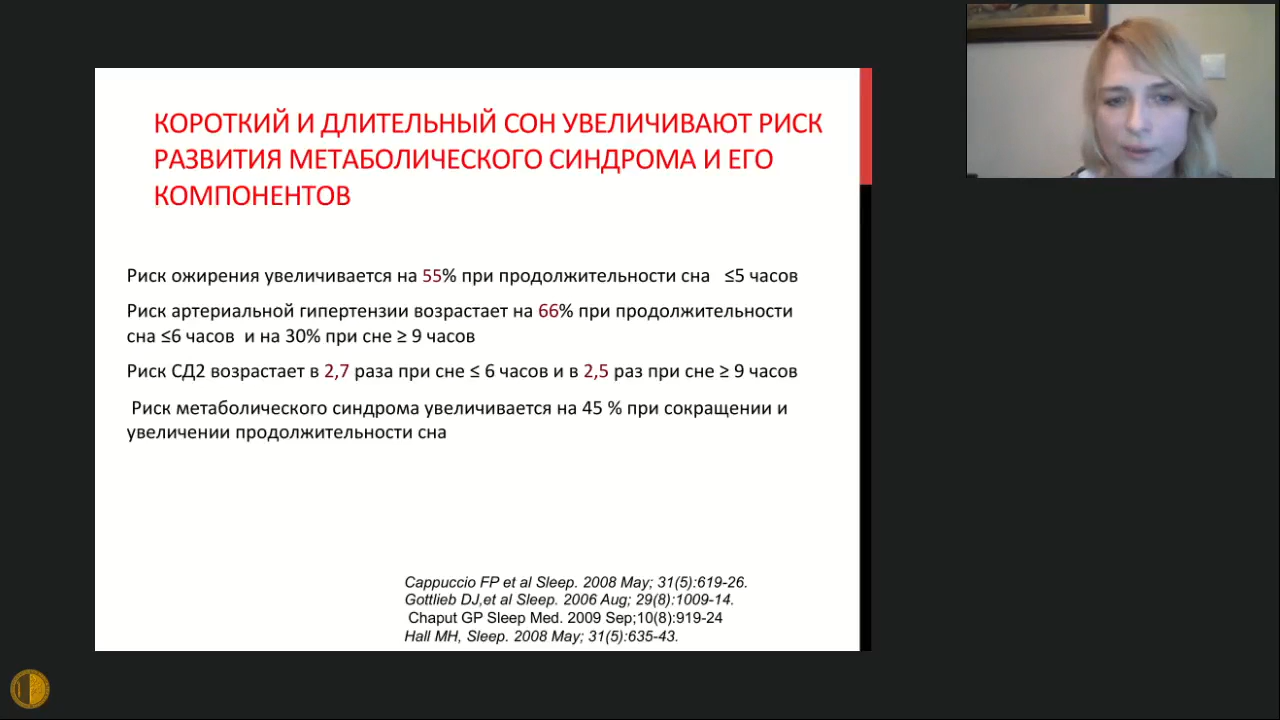 КОРОТКИЙ И ДЛИТЕЛЬНЫЙ СОН УВЕЛИЧИВАЮТ РИСК
РАЗВИТИЯ МЕТАБОЛИЧЕСКОГО СИНДРОМА И ЕГО
КОМПОНЕНТОВ
Риск ожирения увеличивается на 55% при продолжительности сна ≤5 часов
Риск артериальной гипертензии возрастает на 66% при продолжительности
сна ≤6 часов и на 30% при сне ≥ 9 часов
Риск СД2 возрастает в 2,7 раза при сне ≤ 6 часов и в 2,5 раз при сне ≥ 9 часов
Риск метаболического синдрома увеличивается на 45 % при сокращении и
увеличении продолжительности сна
Cappuccio FP et al Sleep. 2008 May; 31(5):619-26.
Gottlieb DJ,et al Sleep. 2006 Aug; 29(8):1009-14.
Chaput GP Sleep Med. 2009 Sep;10(8):919-24
Hall MH, Sleep. 2008 May; 31(5):635-43.